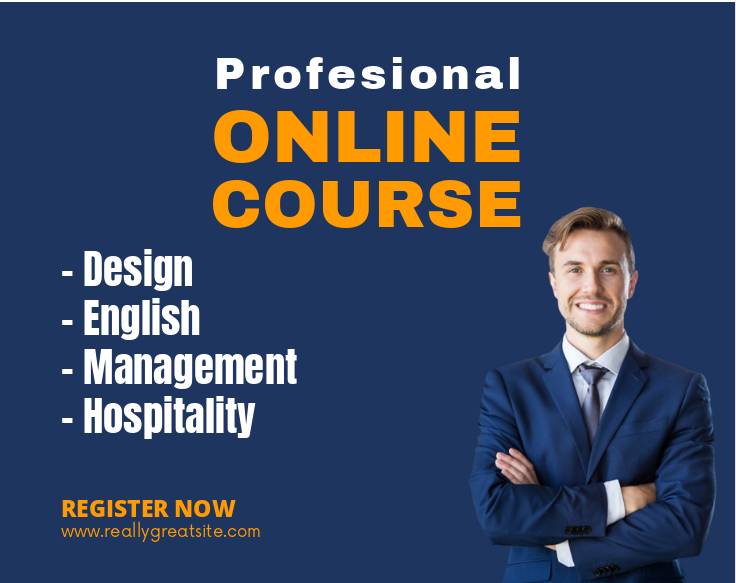 Profesional
ONLINE
COURSE
- Design
- English
- Management
- Hospitality
REGISTER NOW
www.reallygreatsite.com